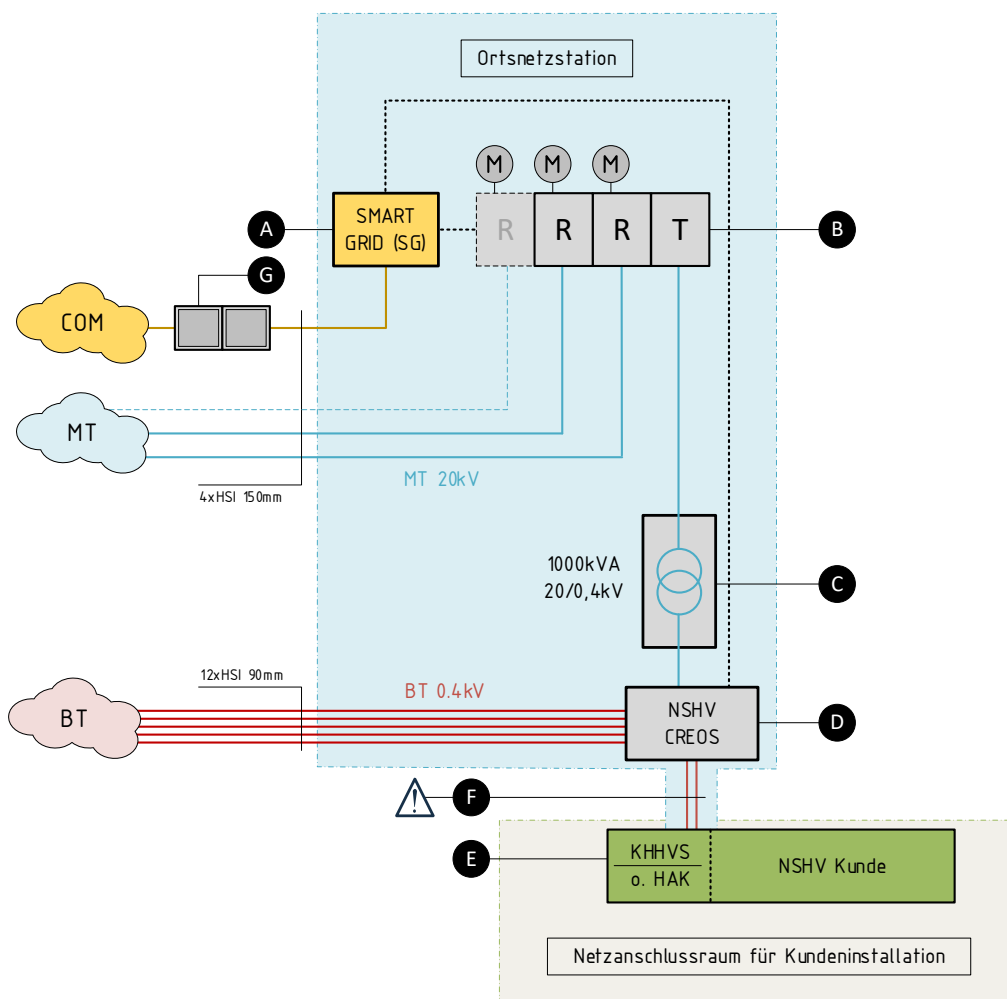 Ortsnetzstation
M M M
SMART
GRID (SG)
R R R T
A
B
G
COM
MT
MT 20kV
4xHSI 150mm
1000kVA
20/0,4kV
C
12xHSI 90mm
BT 0.4kV
BT
NSHV
CREOS
D
F
E
KHHVS
o. HAK
NSHV Kunde
Netzanschlussraum für Kundeninstallation